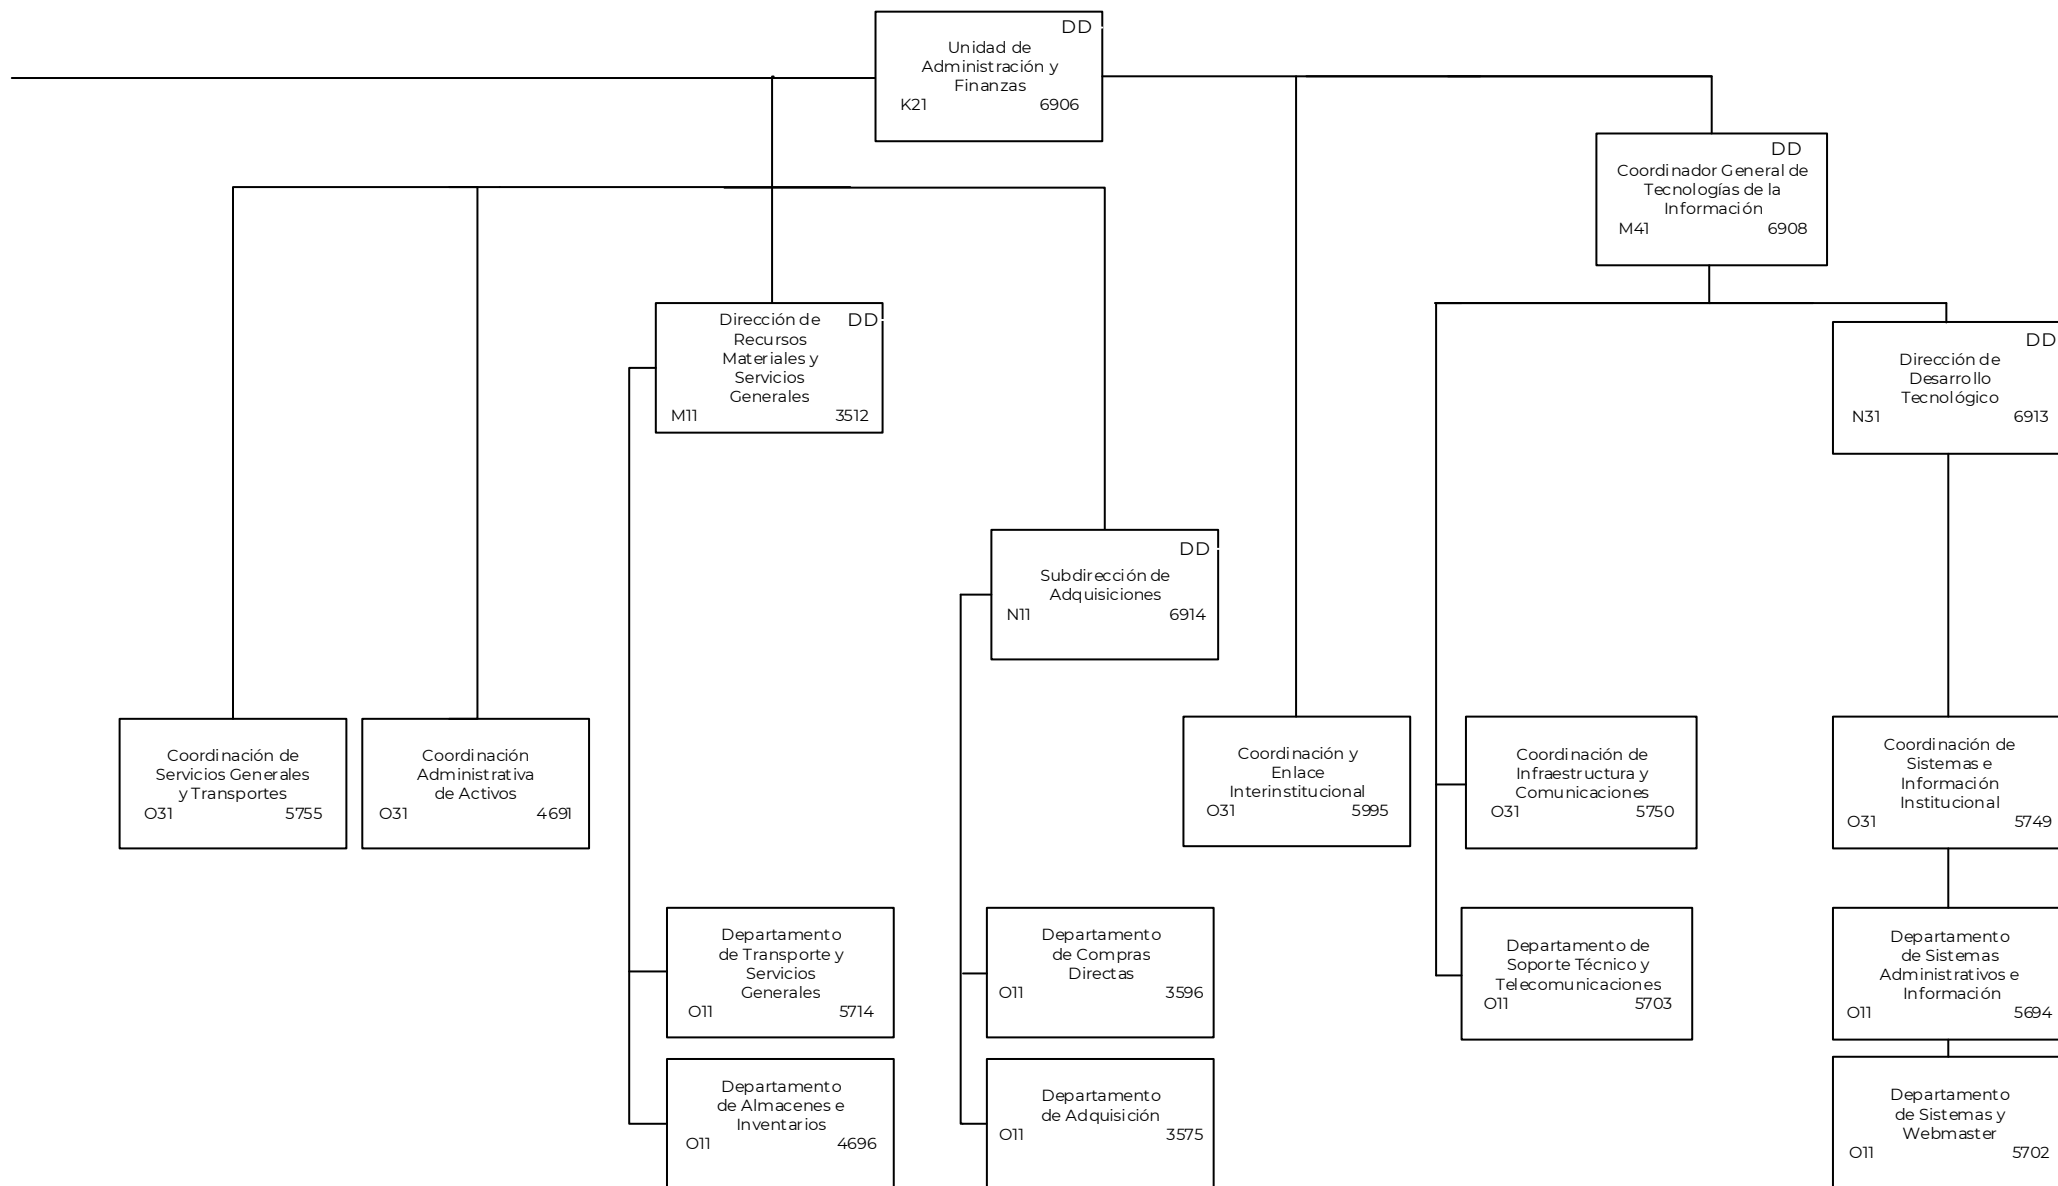 DD
Unidad de
Administración y
Finanzas
K21 6906
DD
Coordinador General de
Tecnologías de la
Información
M41 6908
Dirección de DD
Recursos
Materiales y
Servicios
Generales
M11 3512
DD
Dirección de
Desarrollo
Tecnológico
N31 6913
DD
Subdirección de
Adquisiciones
N11 6914
Coordinación de
Servicios Generales
y Transportes
O31 5755
Coordinación
Administrativa
de Activos
O31 4691
Coordinación y
Enlace
Interinstitucional
O31 5995
Coordinación de
Infraestructura y
Comunicaciones
O31 5750
Coordinación de
Sistemas e
Información
Institucional
O31 5749
Departamento
de Transporte y
Servicios
Generales
O11 5714
Departamento
de Compras
Directas
O11 3596
Departamento de
Soporte Técnico y
Telecomunicaciones
O11 5703
Departamento
de Sistemas
Administrativos e
Información
O11 5694
Departamento
de Almacenes e
Inventarios
O11 4696
Departamento
de Adquisición
O11 3575
Departamento
de Sistemas y
Webmaster
O11 5702